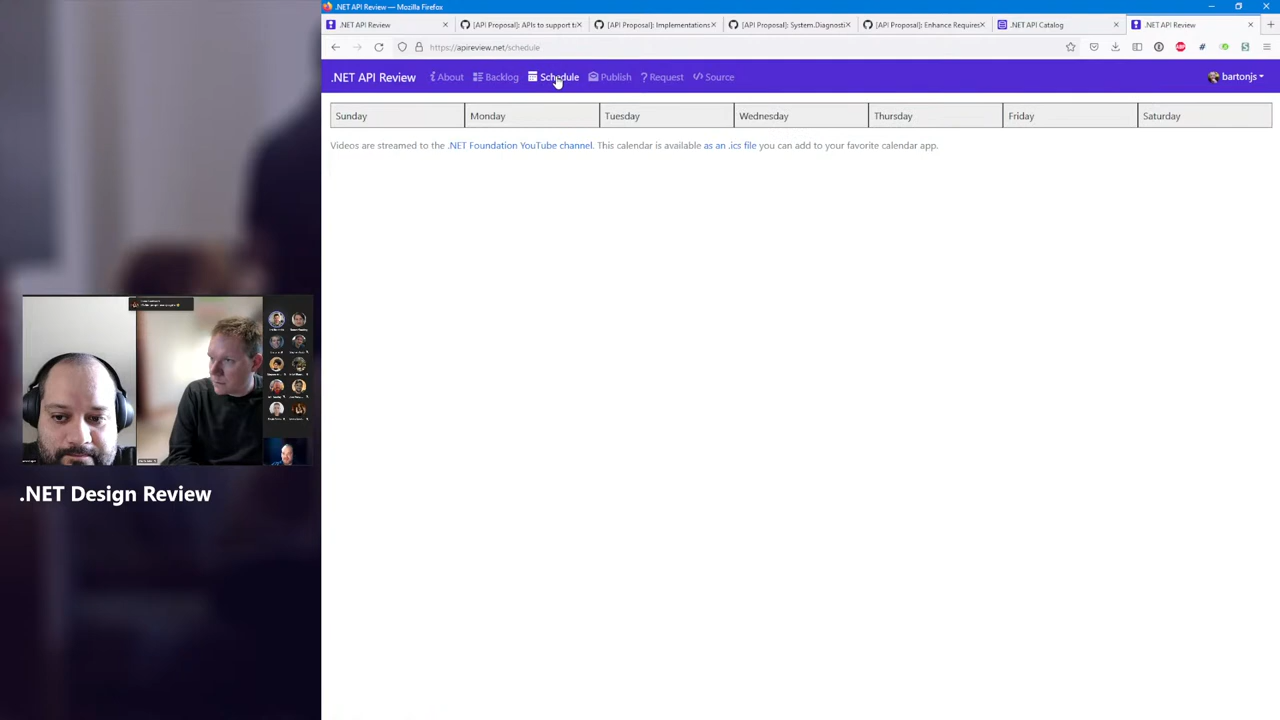 .NET API Review — Mozilla Firefox
.NET API Review
[API Proposal]: APIs to support t
[API Proposal]: Implementations
[API Proposal]: System.Diagnosti
[API Proposal]: Enhance Requires
.NET API Catalog
.NET API Review
https://apireview.net/schedule
.NET API Review About Backlog Schedule Publish Request Source bartonjs
Sunday Monday Tuesday Wednesday Thursday Friday Saturday
Videos are streamed to the .NET Foundation YouTube channel. This calendar is available as an .ics file you can add to your favorite calendar app.
.NET Design Review